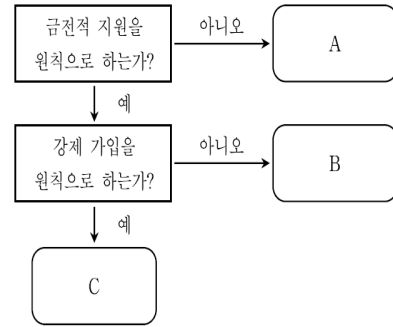 금전적 지원을
원칙으로 하는가?
아니오
A
예
강제 가입을
원칙으로 하는가?
아니오
B
예
C